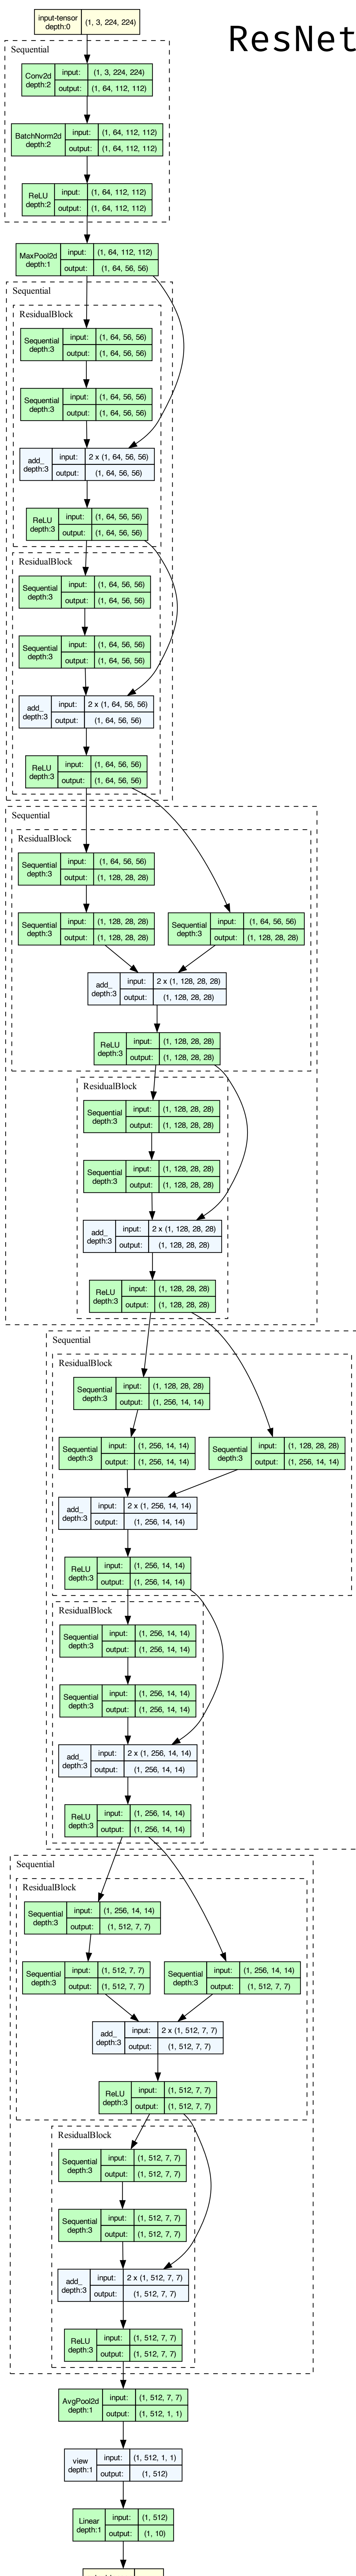 ResNet
input-tensor depth:0 (1, 3, 224, 224)
Sequential
Conv2d depth:2 input: (1, 3, 224, 224)
output: (1, 64, 112, 112)
BatchNorm2d depth:2 input: (1, 64, 112, 112)
output: (1, 64, 112, 112)
ReLU depth:2 input: (1, 64, 112, 112)
output: (1, 64, 112, 112)
MaxPool2d depth:1 input: (1, 64, 112, 112)
output: (1, 64, 56, 56)
Sequential
ResidualBlock
Sequential depth:3 input: (1, 64, 56, 56)
output: (1, 64, 56, 56)
Sequential depth:3 input: (1, 64, 56, 56)
output: (1, 64, 56, 56)
add_ depth:3 input: 2 x (1, 64, 56, 56)
output: (1, 64, 56, 56)
ReLU depth:3 input: (1, 64, 56, 56)
output: (1, 64, 56, 56)
ResidualBlock
Sequential depth:3 input: (1, 64, 56, 56)
output: (1, 64, 56, 56)
Sequential depth:3 input: (1, 64, 56, 56)
output: (1, 64, 56, 56)
add_ depth:3 input: 2 x (1, 64, 56, 56)
output: (1, 64, 56, 56)
ReLU depth:3 input: (1, 64, 56, 56)
output: (1, 64, 56, 56)
Sequential
ResidualBlock
Sequential depth:3 input: (1, 64, 56, 56)
output: (1, 128, 28, 28)
Sequential depth:3 input: (1, 128, 28, 28)
output: (1, 128, 28, 28)
Sequential depth:3 input: (1, 64, 56, 56)
output: (1, 128, 28, 28)
add_ depth:3 input: 2 x (1, 128, 28, 28)
output: (1, 128, 28, 28)
ReLU depth:3 input: (1, 128, 28, 28)
output: (1, 128, 28, 28)
ResidualBlock
Sequential depth:3 input: (1, 128, 28, 28)
output: (1, 128, 28, 28)
Sequential depth:3 input: (1, 128, 28, 28)
output: (1, 128, 28, 28)
add_ depth:3 input: 2 x (1, 128, 28, 28)
output: (1, 128, 28, 28)
ReLU depth:3 input: (1, 128, 28, 28)
output: (1, 128, 28, 28)
Sequential
ResidualBlock
Sequential depth:3 input: (1, 128, 28, 28)
output: (1, 256, 14, 14)
Sequential depth:3 input: (1, 256, 14, 14)
output: (1, 256, 14, 14)
Sequential depth:3 input: (1, 128, 28, 28)
output: (1, 256, 14, 14)
add_ depth:3 input: 2 x (1, 256, 14, 14)
output: (1, 256, 14, 14)
ReLU depth:3 input: (1, 256, 14, 14)
output: (1, 256, 14, 14)
ResidualBlock
Sequential depth:3 input: (1, 256, 14, 14)
output: (1, 256, 14, 14)
Sequential depth:3 input: (1, 256, 14, 14)
output: (1, 256, 14, 14)
add_ depth:3 input: 2 x (1, 256, 14, 14)
output: (1, 256, 14, 14)
ReLU depth:3 input: (1, 256, 14, 14)
output: (1, 256, 14, 14)
Sequential
ResidualBlock
Sequential depth:3 input: (1, 256, 14, 14)
output: (1, 512, 7, 7)
Sequential depth:3 input: (1, 512, 7, 7)
output: (1, 512, 7, 7)
Sequential depth:3 input: (1, 256, 14, 14)
output: (1, 512, 7, 7)
add_ depth:3 input: 2 x (1, 512, 7, 7)
output: (1, 512, 7, 7)
ReLU depth:3 input: (1, 512, 7, 7)
output: (1, 512, 7, 7)
ResidualBlock
Sequential depth:3 input: (1, 512, 7, 7)
output: (1, 512, 7, 7)
Sequential depth:3 input: (1, 512, 7, 7)
output: (1, 512, 7, 7)
add_ depth:3 input: 2 x (1, 512, 7, 7)
output: (1, 512, 7, 7)
ReLU depth:3 input: (1, 512, 7, 7)
output: (1, 512, 7, 7)
AvgPool2d depth:1 input: (1, 512, 7, 7)
output: (1, 512, 1, 1)
view depth:1 input: (1, 512, 1, 1)
output: (1, 512)
Linear depth:1 input: (1, 512)
output: (1, 10)